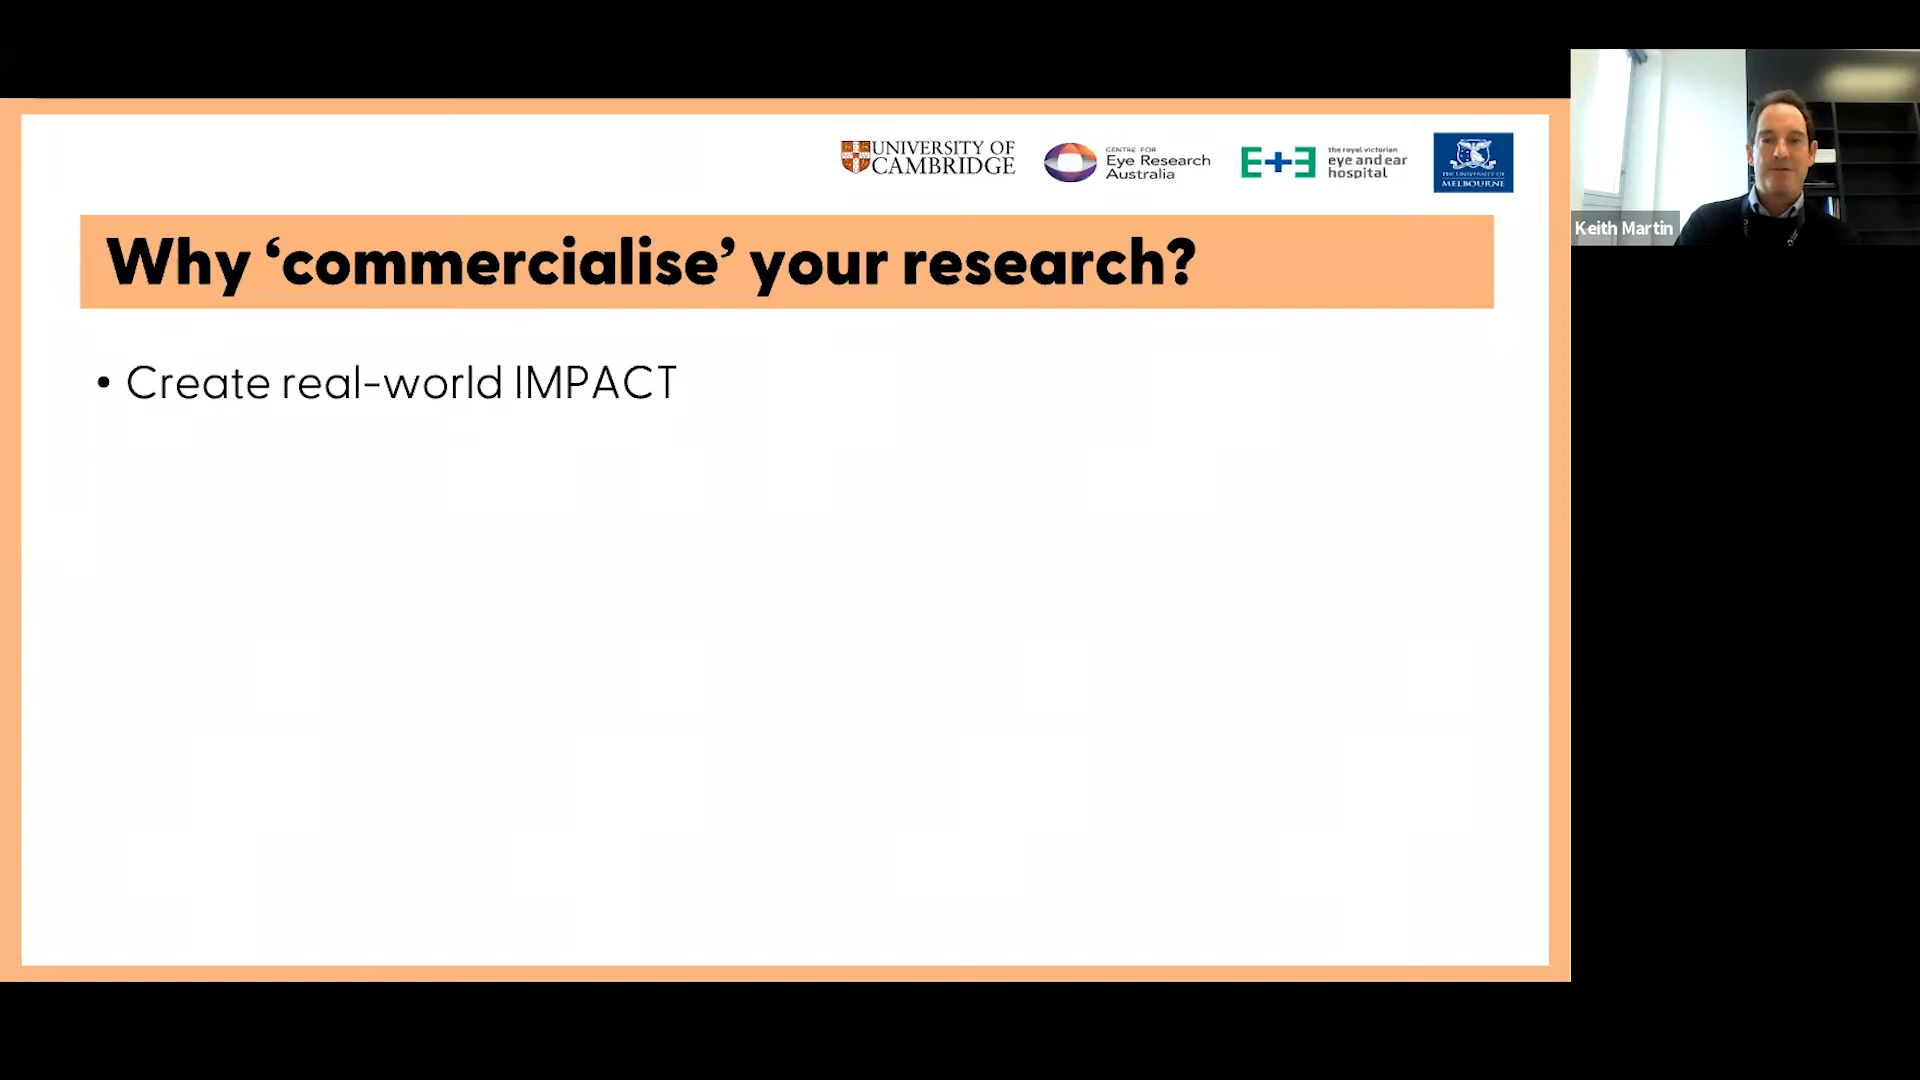 UNIVERSITY OF
CAMBRIDGE
CENTRE FOR
Eye Research
Australia
E+E
the royal victorian
eye and ear
hospital
THE UNIVERSITY OF
MELBOURNE
Keith Martin
Why ‘commercialise’ your research?
• Create real-world IMPACT